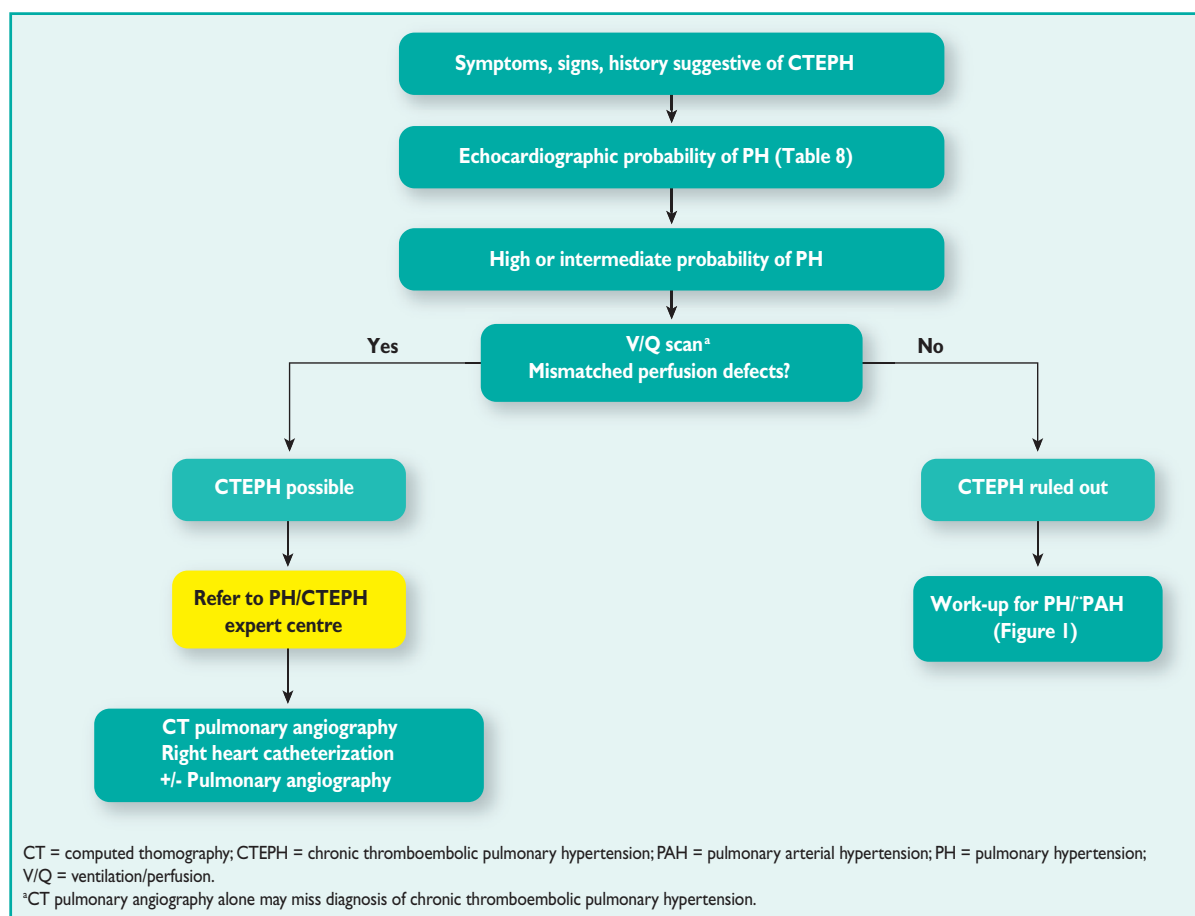 Symptoms, signs, history suggestive of CTEPH
Echocardiographic probability of PH (Table 8)
High or intermediate probability of PH
Yes
V/Q scanᵃ
Mismatched perfusion defects?
No
CTEPH possible
CTEPH ruled out
Refer to PH/CTEPH
expert centre
Work-up for PH/¨PAH
(Figure 1)
CT pulmonary angiography
Right heart catheterization
+/- Pulmonary angiography
CT = computed thomography; CTEPH = chronic thromboembolic pulmonary hypertension; PAH = pulmonary arterial hypertension; PH = pulmonary hypertension;
V/Q = ventilation/perfusion.
ᵃCT pulmonary angiography alone may miss diagnosis of chronic thromboembolic pulmonary hypertension.